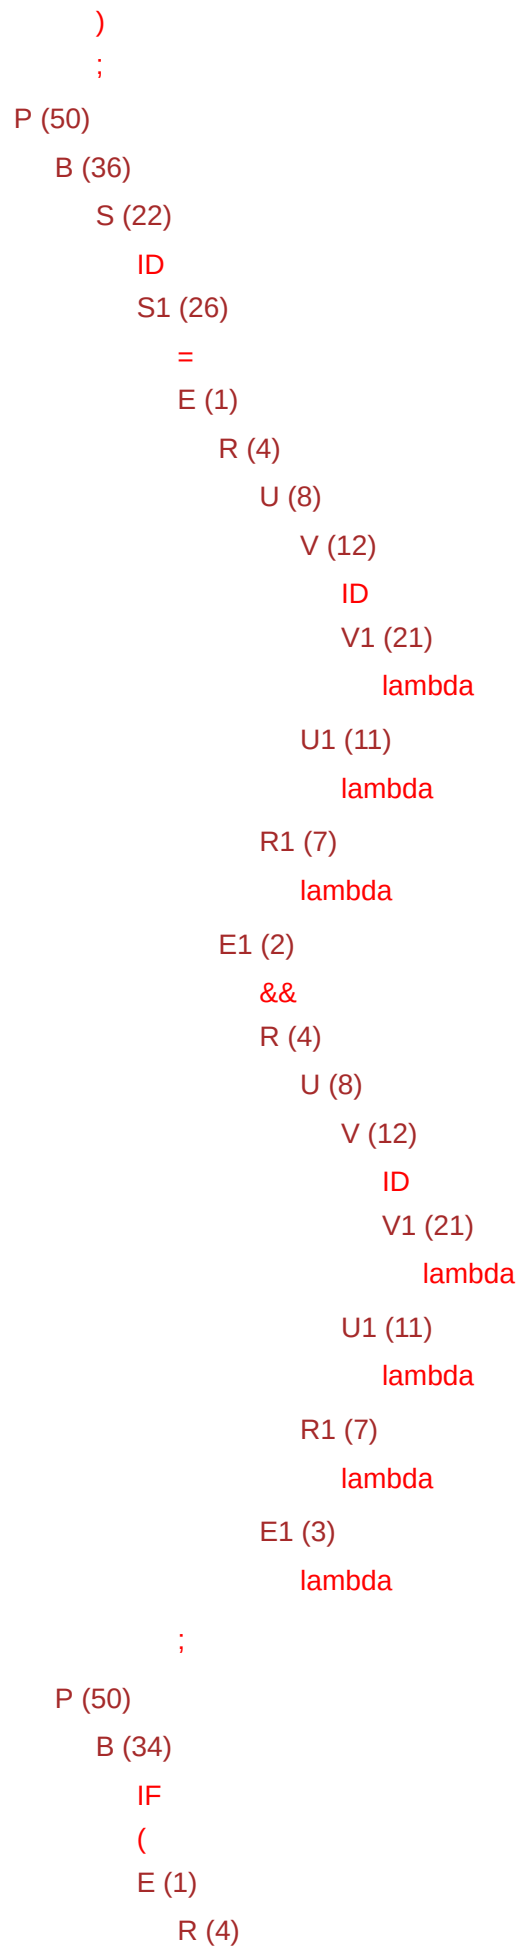 )
;
P (50)
B (36)
S (22)
ID
S1 (26)
=
E (1)
R (4)
U (8)
V (12)
ID
V1 (21)
lambda
U1 (11)
lambda
R1 (7)
lambda
E1 (2)
&&
R (4)
U (8)
V (12)
ID
V1 (21)
lambda
U1 (11)
lambda
R1 (7)
lambda
E1 (3)
lambda
;
P (50)
B (34)
IF
(
E (1)
R (4)